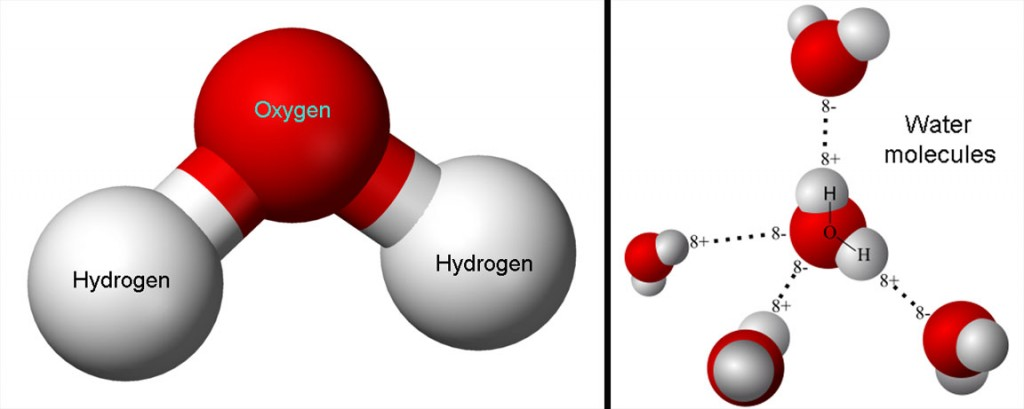 Oxygen
Hydrogen
Hydrogen
Water
molecules
8-
8+
H
O
H
8+
8-
8-
8+
8+
8-